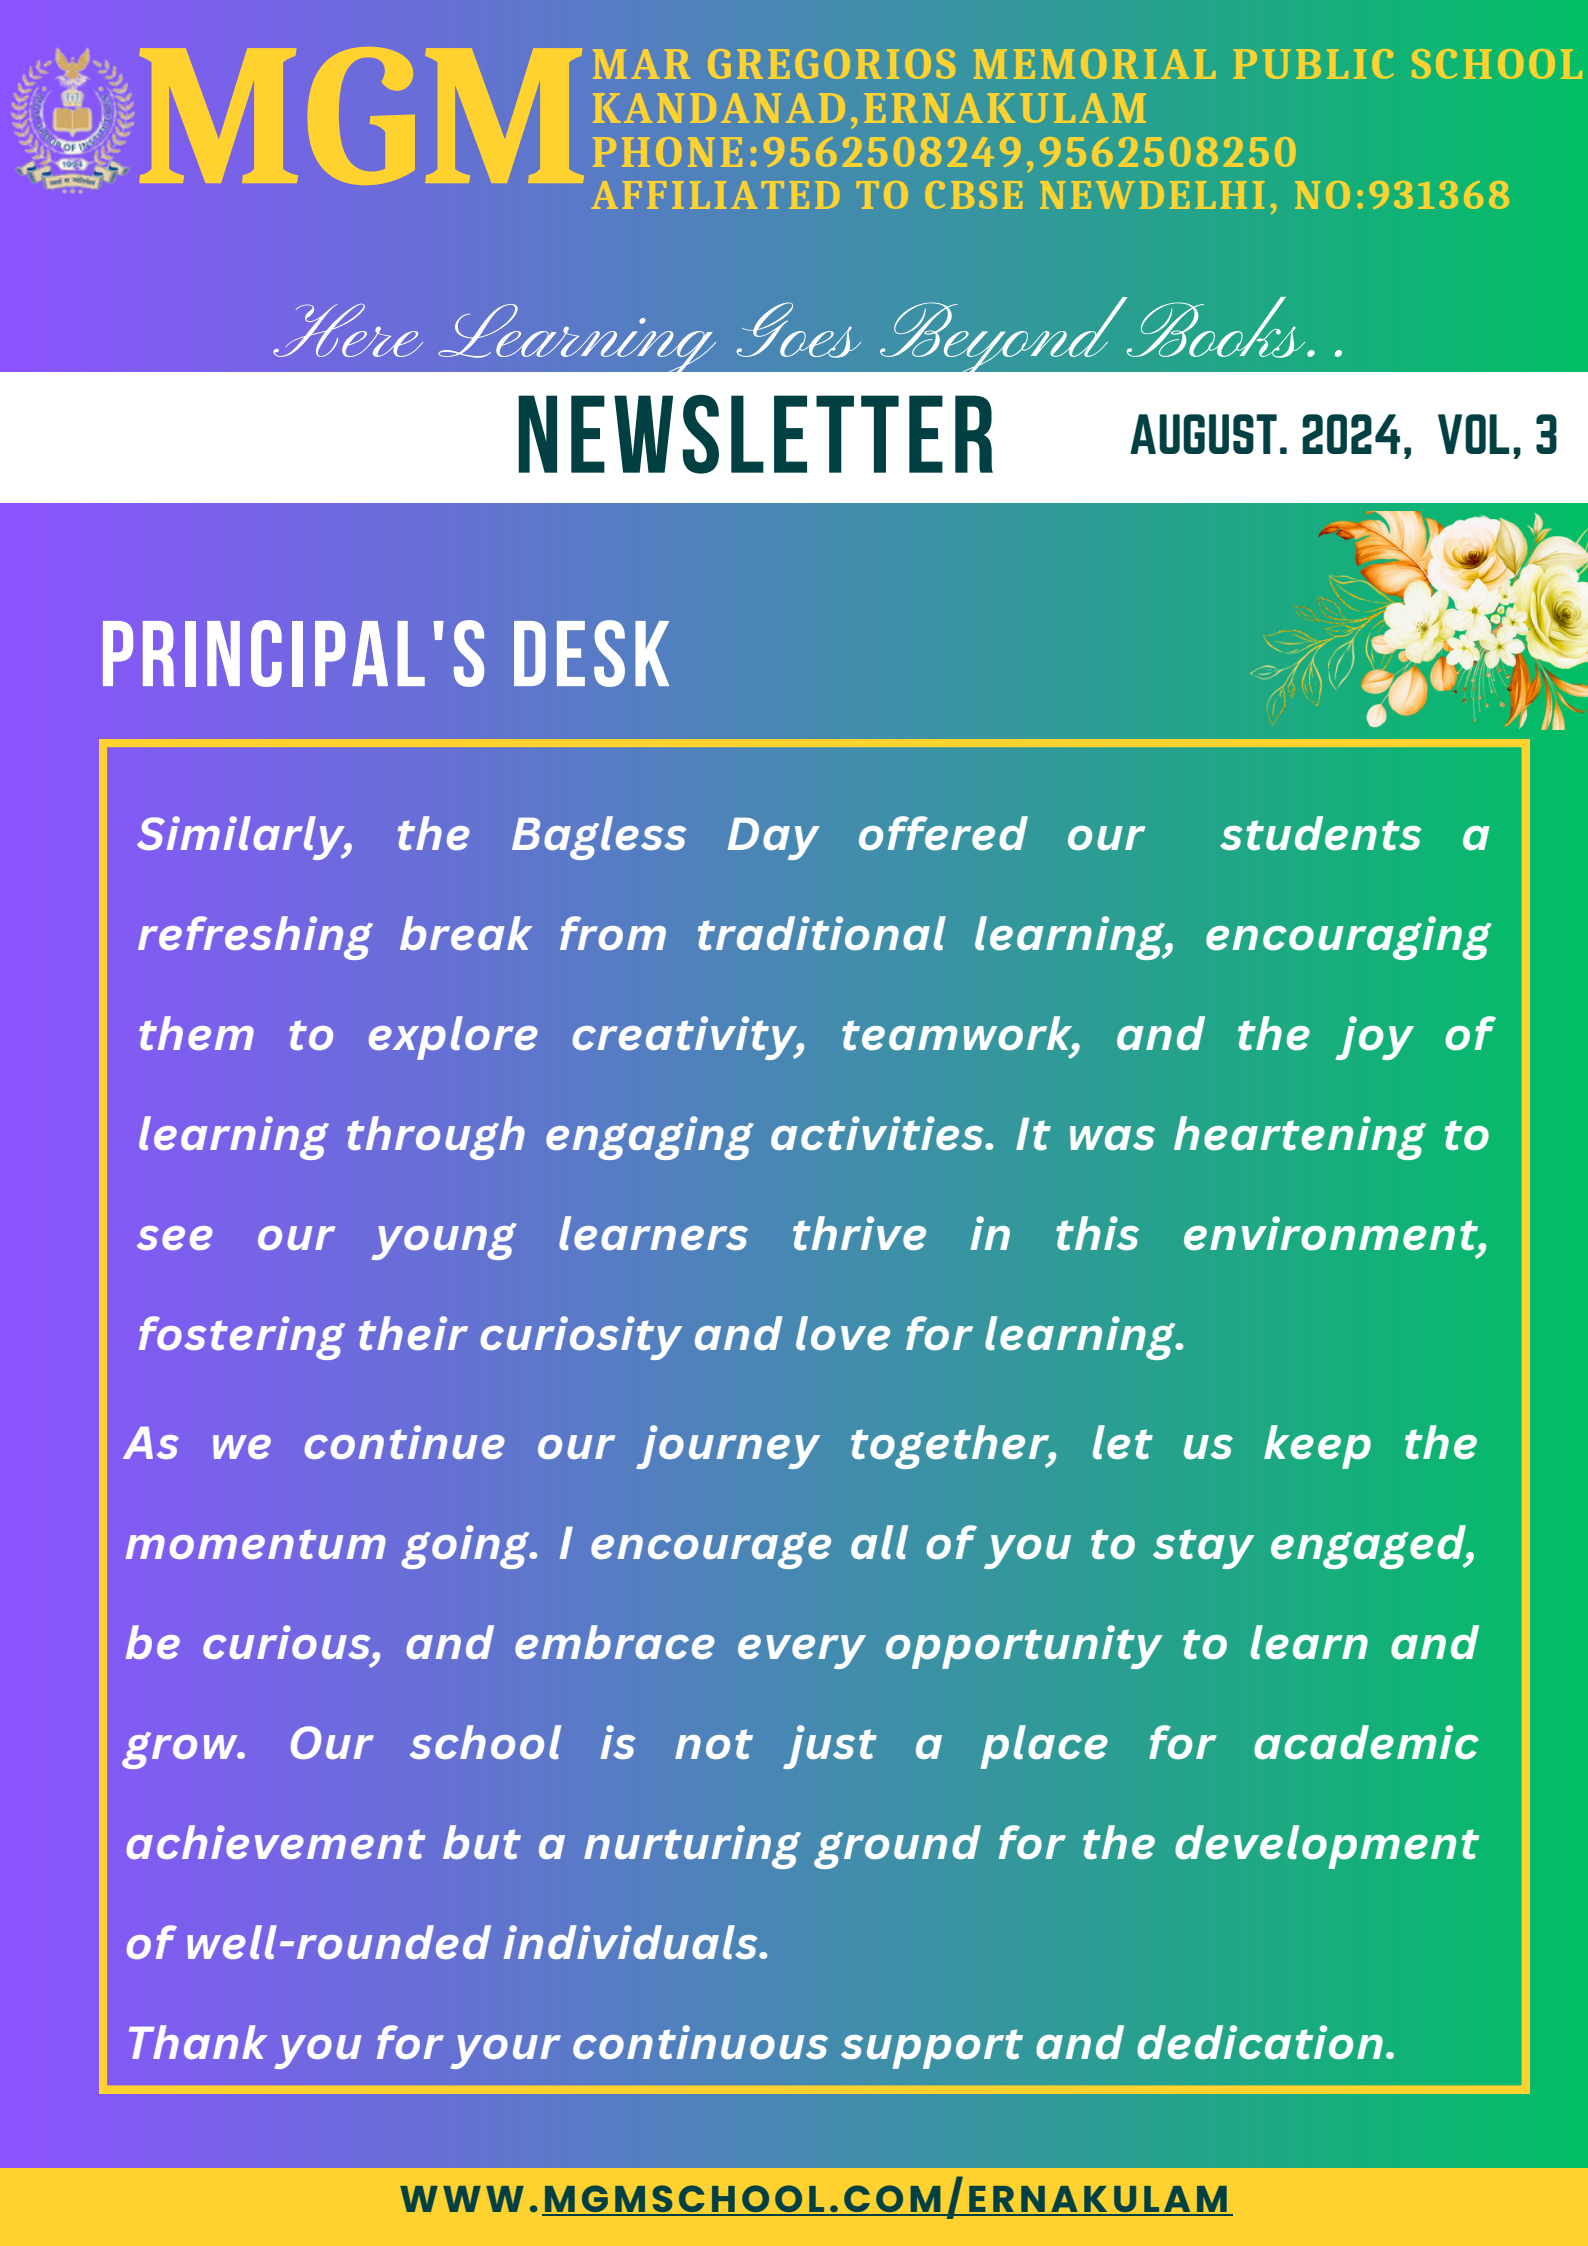 MGM
MAR GREGORIOS MEMORIAL PUBLIC SCHOOL
KANDANAD,ERNAKULAM
PHONE:9562508249,9562508250
AFFILIATED TO CBSE NEWDELHI, NO:931368
Here Learning Goes Beyond Books..
NEWSLETTER
AUGUST. 2024, VOL, 3
PRINCIPAL'S DESK
Similarly, the Bagless Day offered our students a
refreshing break from traditional learning, encouraging
them to explore creativity, teamwork, and the joy of
learning through engaging activities. It was heartening to
see our young learners thrive in this environment,
fostering their curiosity and love for learning.
As we continue our journey together, let us keep the
momentum going. I encourage all of you to stay engaged,
be curious, and embrace every opportunity to learn and
grow. Our school is not just a place for academic
achievement but a nurturing ground for the development
of well-rounded individuals.
Thank you for your continuous support and dedication.
WWW.MGMSCHOOL.COM/ERNAKULAM